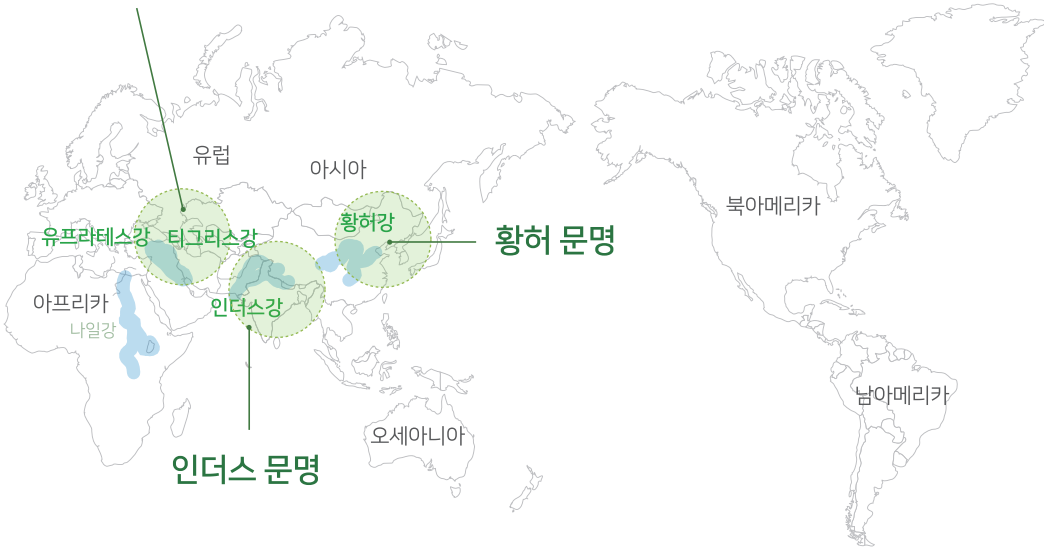 유럽
아시아
북아메리카
황허강
유프라테스강
티그리스강
황허 문명
아프리카
인더스강
나일강
남아메리카
오세아니아
인더스 문명